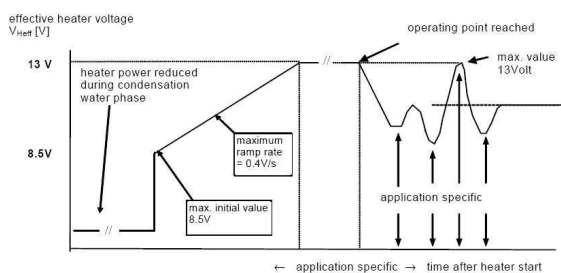 effective heater voltage
VHeff [V]
operating point reached
13 V
heater power reduced
during condensation
water phase
max. value
13Volt
maximum
ramp rate
= 0.4V/s
8.5V
max. initial value
8.5V
application specific
← application specific → time after heater start
//
//